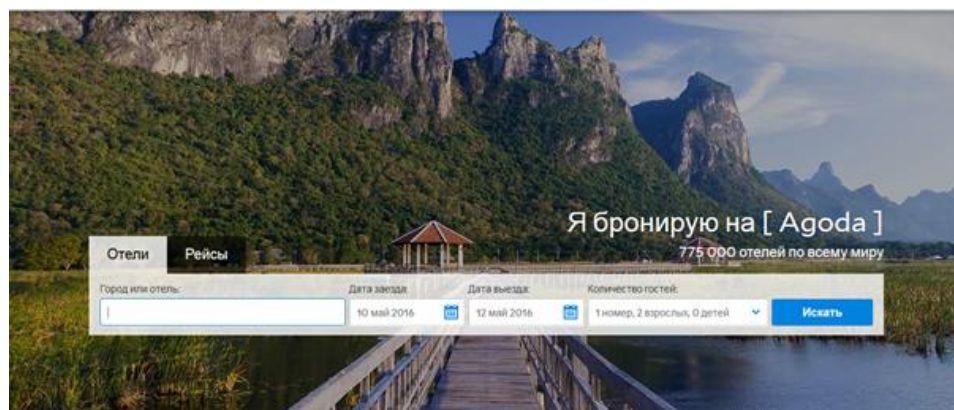 Я бронирую на [ Agoda ]
775 000 отелей по всему миру
Отели Рейсы
Город или отель: Дата заезда: Дата выезда: Количество гостей:
10 май 2016 12 май 2016 1 номер, 2 взрослых, 0 детей Искать